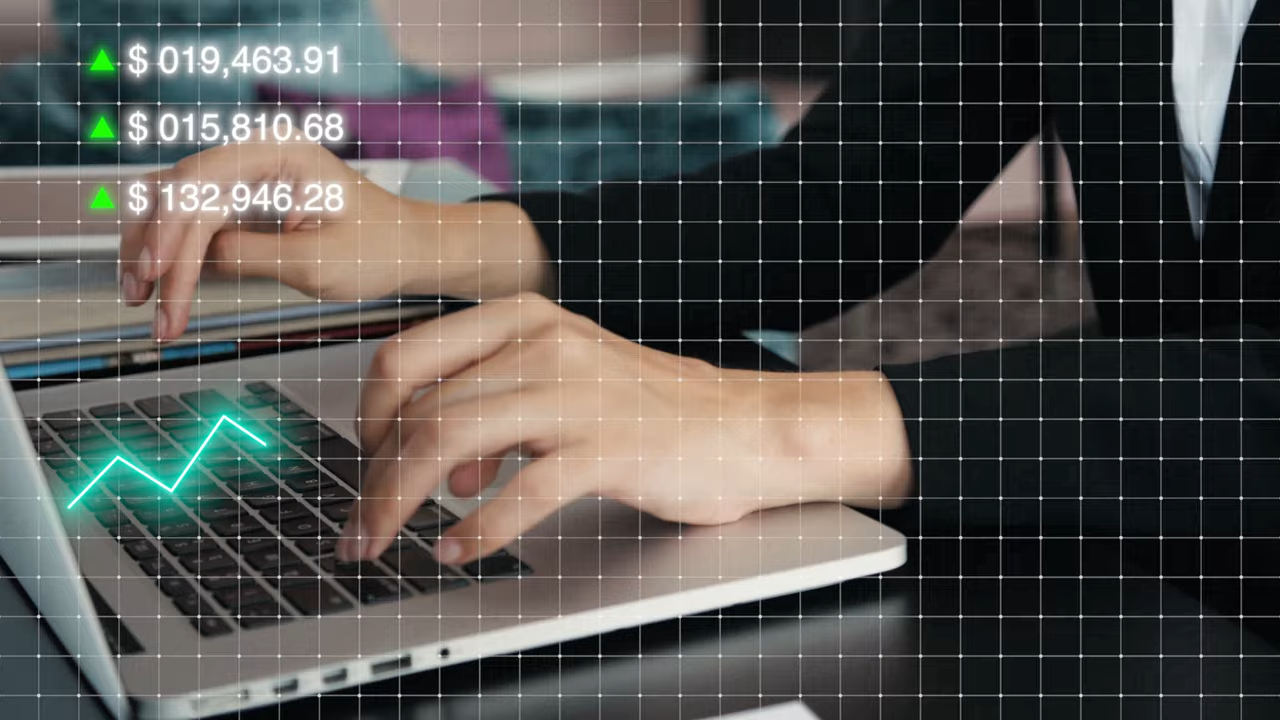 $ 019,463.91
$ 015,810.68
$ 132,946.28